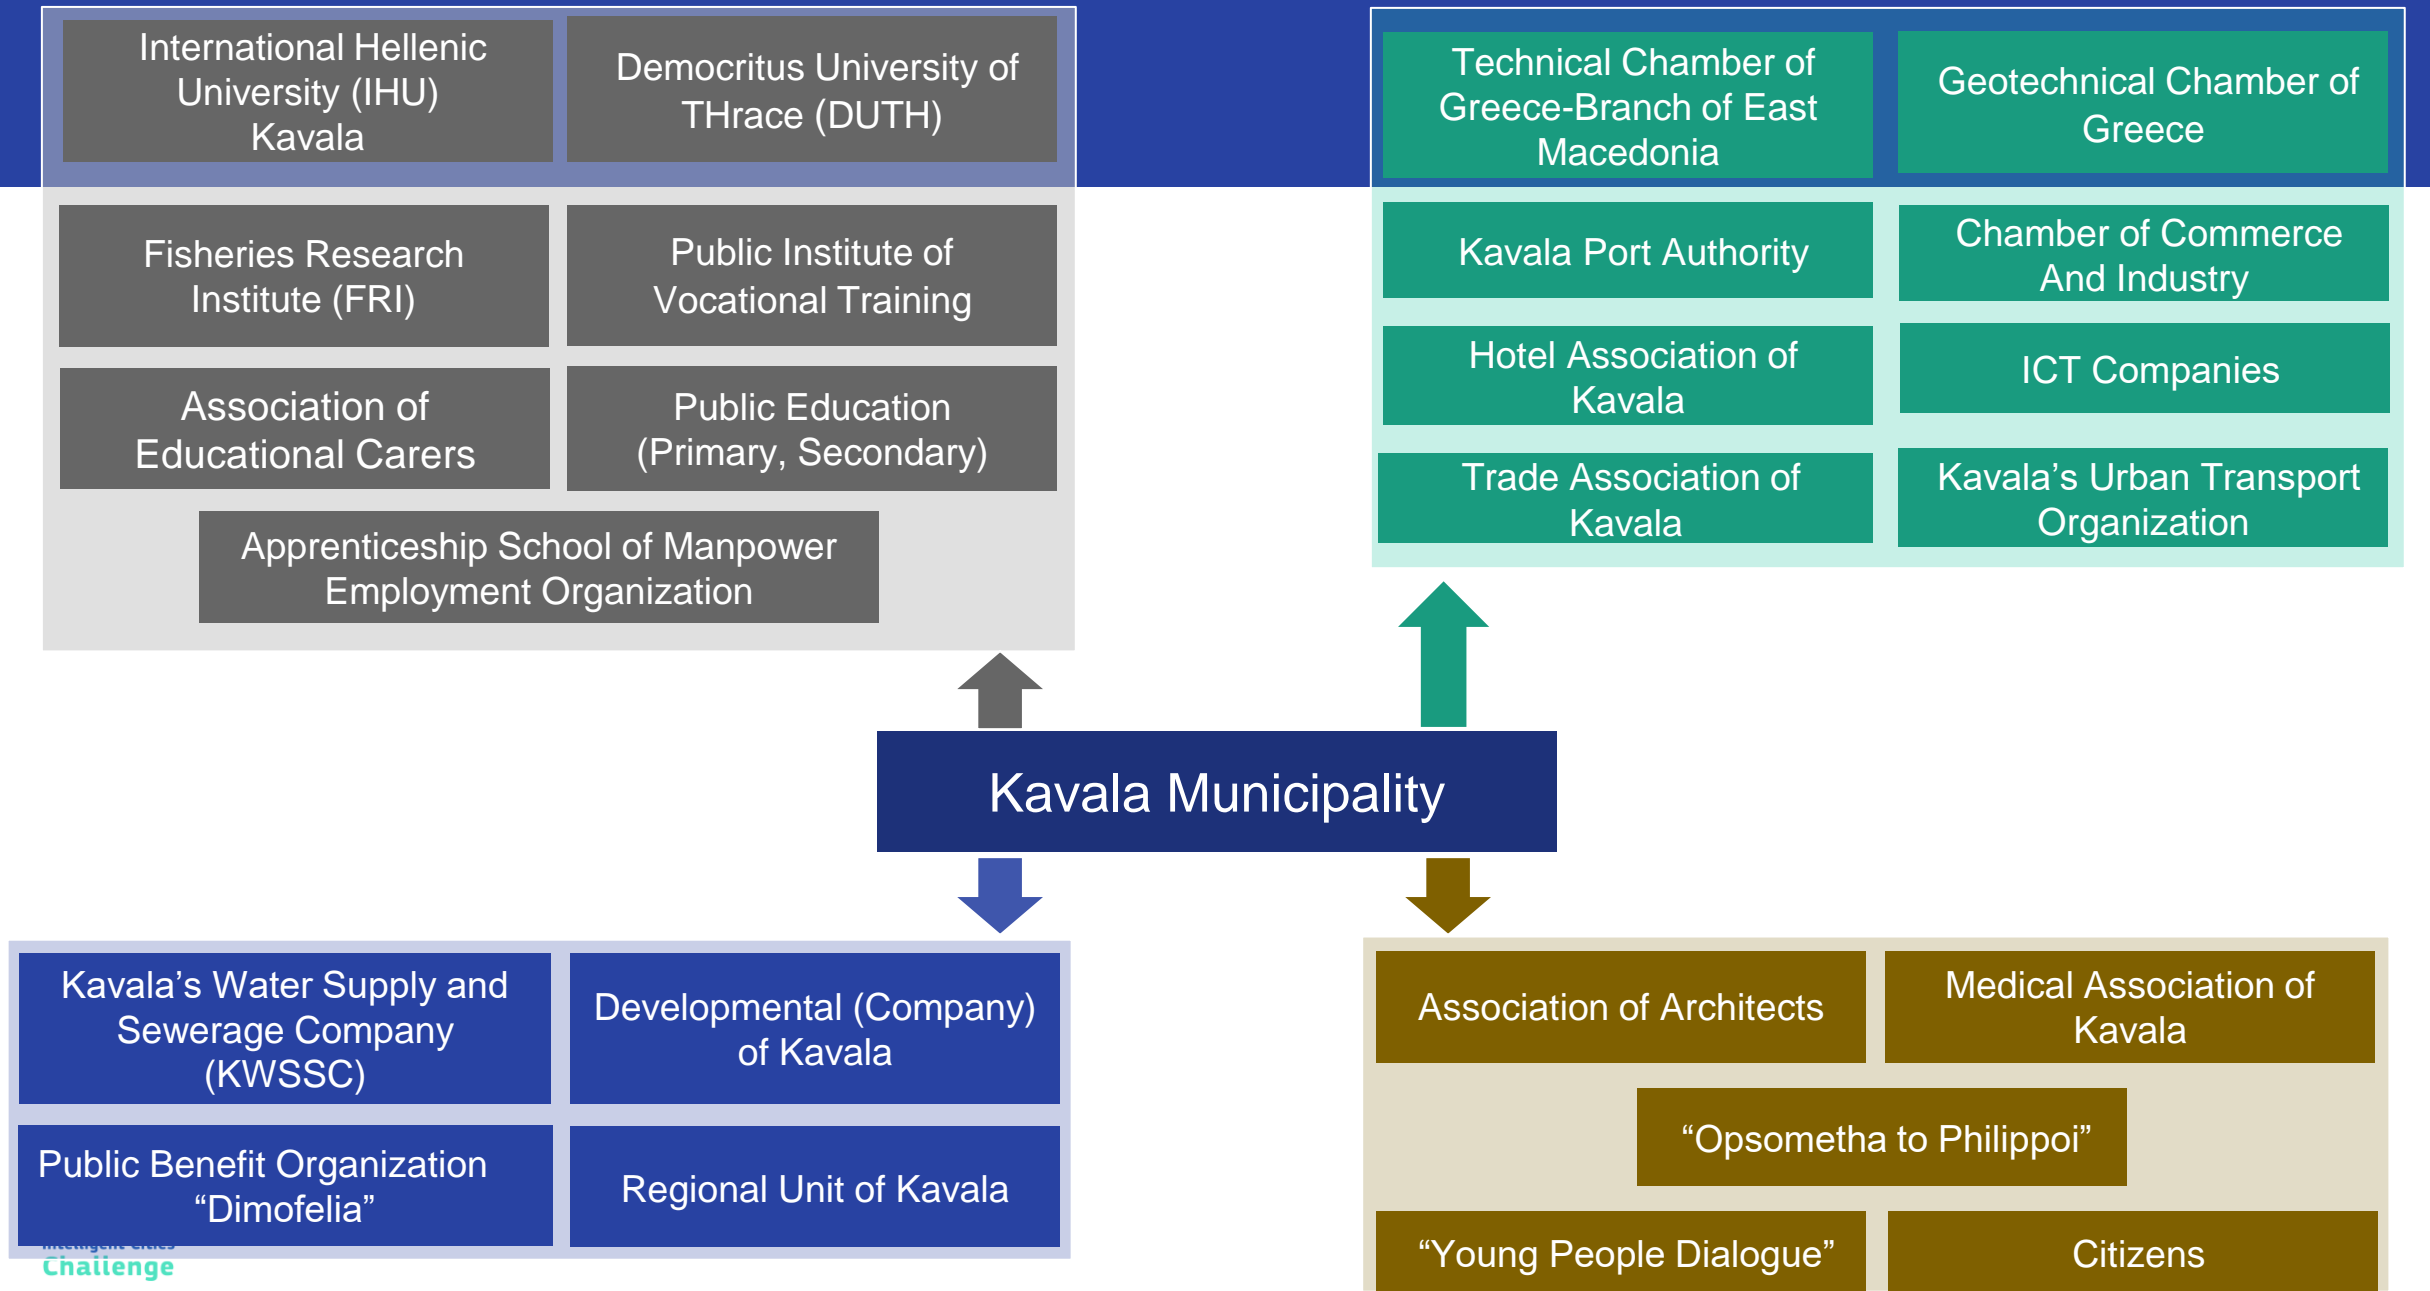 International Hellenic
University (IHU)
Kavala
Democritus University of
THrace (DUTH)
Fisheries Research
Institute (FRI)
Public Institute of
Vocational Training
Association of
Educational Carers
Public Education
(Primary, Secondary)
Apprenticeship School of Manpower
Employment Organization
Technical Chamber of
Greece-Branch of East
Macedonia
Geotechnical Chamber of
Greece
Kavala Port Authority
Chamber of Commerce
And Industry
Hotel Association of
Kavala
ICT Companies
Trade Association of
Kavala
Kavala’s Urban Transport
Organization
Kavala Municipality
Kavala’s Water Supply and
Sewerage Company
(KWSSC)
Developmental (Company)
of Kavala
Public Benefit Organization
“Dimofelia”
Regional Unit of Kavala
Intelligent Cities
Challenge
Association of Architects
Medical Association of
Kavala
“Opsometha to Philippoi”
“Young People Dialogue”
Citizens